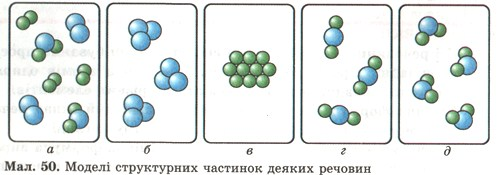 а б в г д
Мал. 50. Моделі структурних частинок деяких речовин